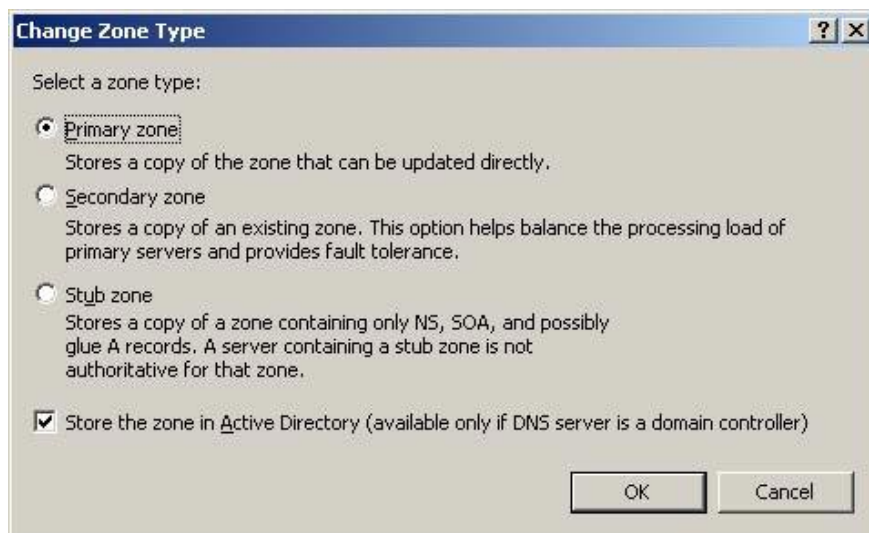 Change Zone Type
Select a zone type:
Primary zone
Stores a copy of the zone that can be updated directly.
Secondary zone
Stores a copy of an existing zone. This option helps balance the processing load of
primary servers and provides fault tolerance.
Stub zone
Stores a copy of a zone containing only NS, SOA, and possibly
glue A records. A server containing a stub zone is not
authoritative for that zone.
Store the zone in Active Directory (available only if DNS server is a domain controller)
OK Cancel